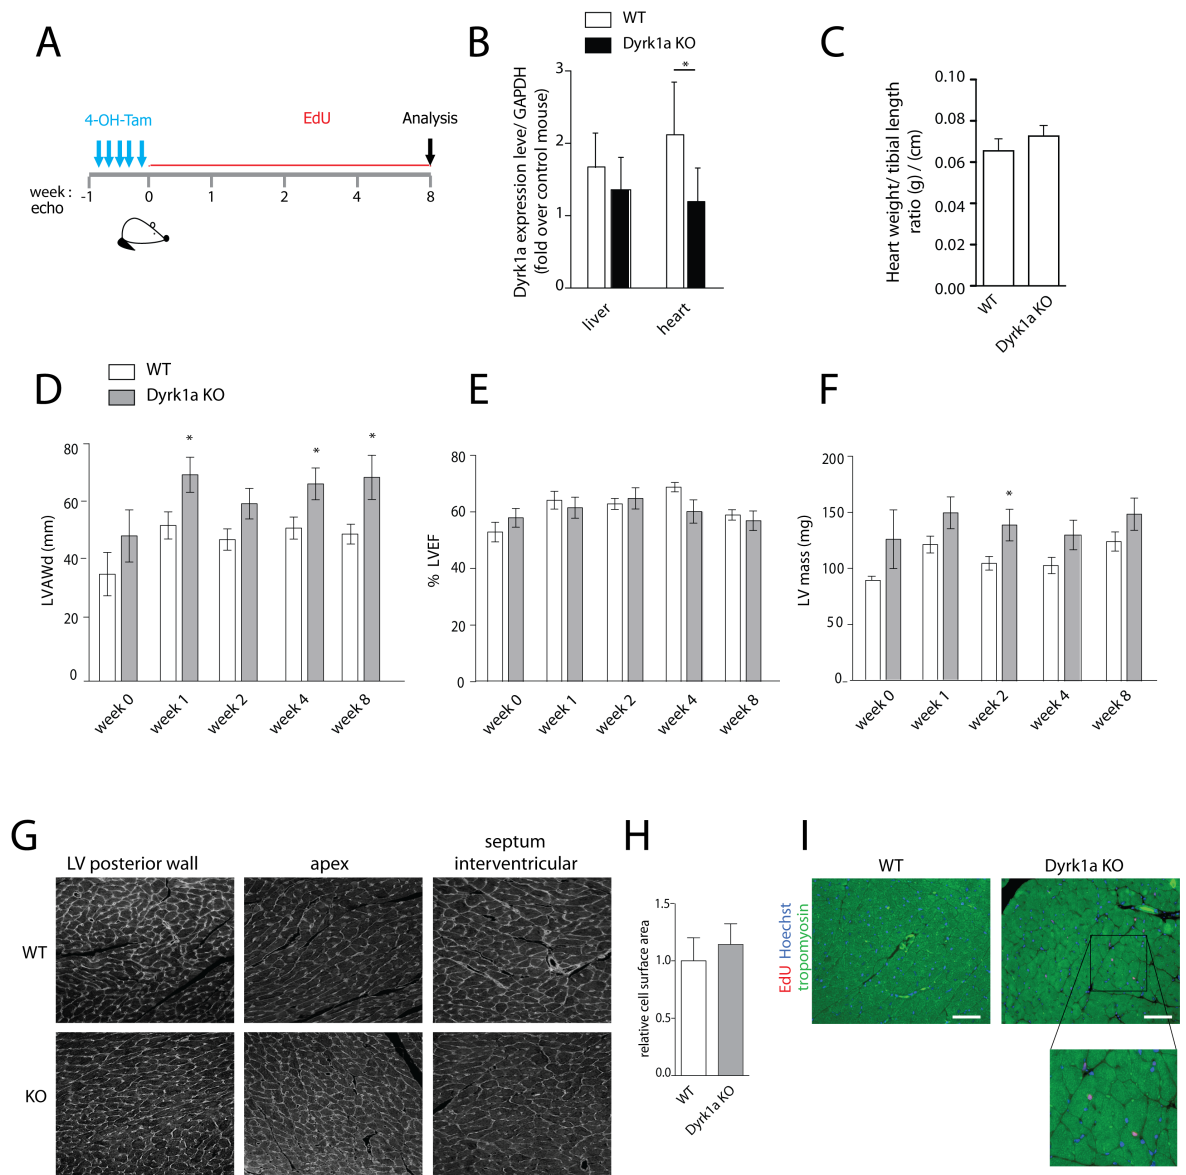 A
4-OH-Tam
EdU
Analysis
week :
echo
-1
0
1
2
4
8
B
WT
Dyrk1a KO
Dyrk1a expression level/ GAPDH
(fold over control mouse)
3
2
1
0
*
liver
heart
C
Heart weight/ tibial length
ratio (g) / (cm)
0.10
0.08
0.06
0.04
0.02
0.00
WT
Dyrk1a KO
D
WT
Dyrk1a KO
LVAWd (mm)
80
60
40
20
0
*
*
*
week 0
week 1
week 2
week 4
week 8
E
% LVEF
80
60
40
20
0
week 0
week 1
week 2
week 4
week 8
F
LV mass (mg)
200
150
100
50
0
*
week 0
week 1
week 2
week 4
week 8
G
LV posterior wall
apex
septum
interventricular
WT
KO
H
relative cell surface area
1.5
1.0
0.5
0.0
WT
Dyrk1a KO
I
WT
Dyrk1a KO
EdU Hoechst
tropomyosin